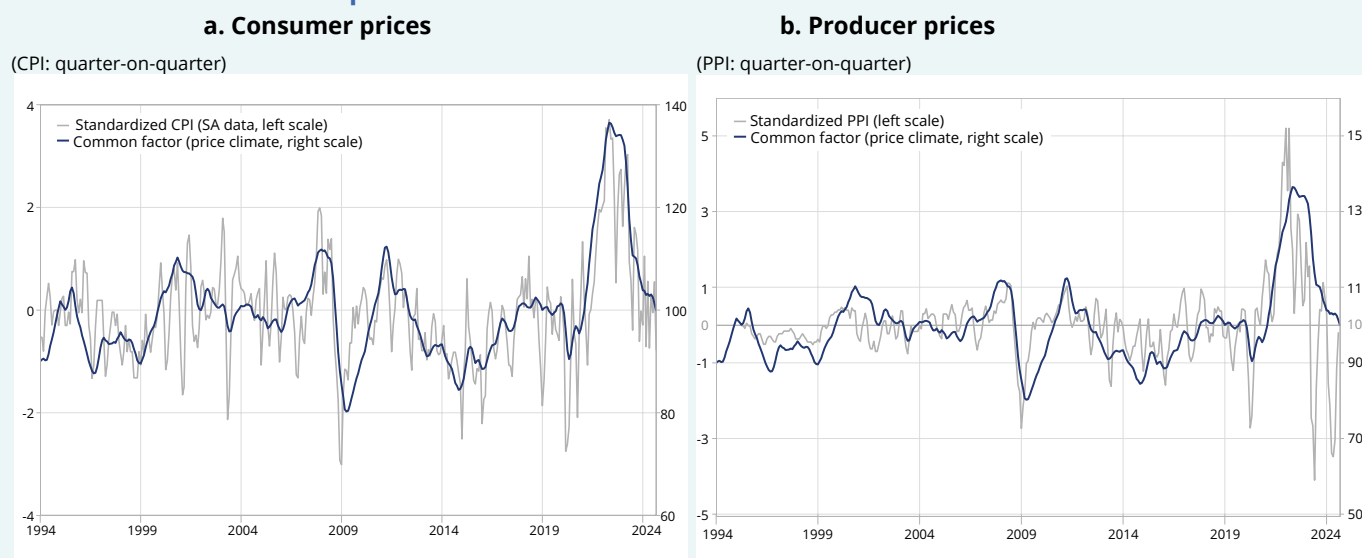 a. Consumer prices
(CPI: quarter-on-quarter)
4
2
0
-2
-4
140
120
100
80
60
Standardized CPI (SA data, left scale)
Common factor (price climate, right scale)
1994 1999 2004 2009 2014 2019 2024
b. Producer prices
(PPI: quarter-on-quarter)
5
3
1
0
-1
-3
-5
15
13
11
10
90
70
50
Standardized PPI (left scale)
Common factor (price climate, right scale)
1994 1999 2004 2009 2014 2019 2024